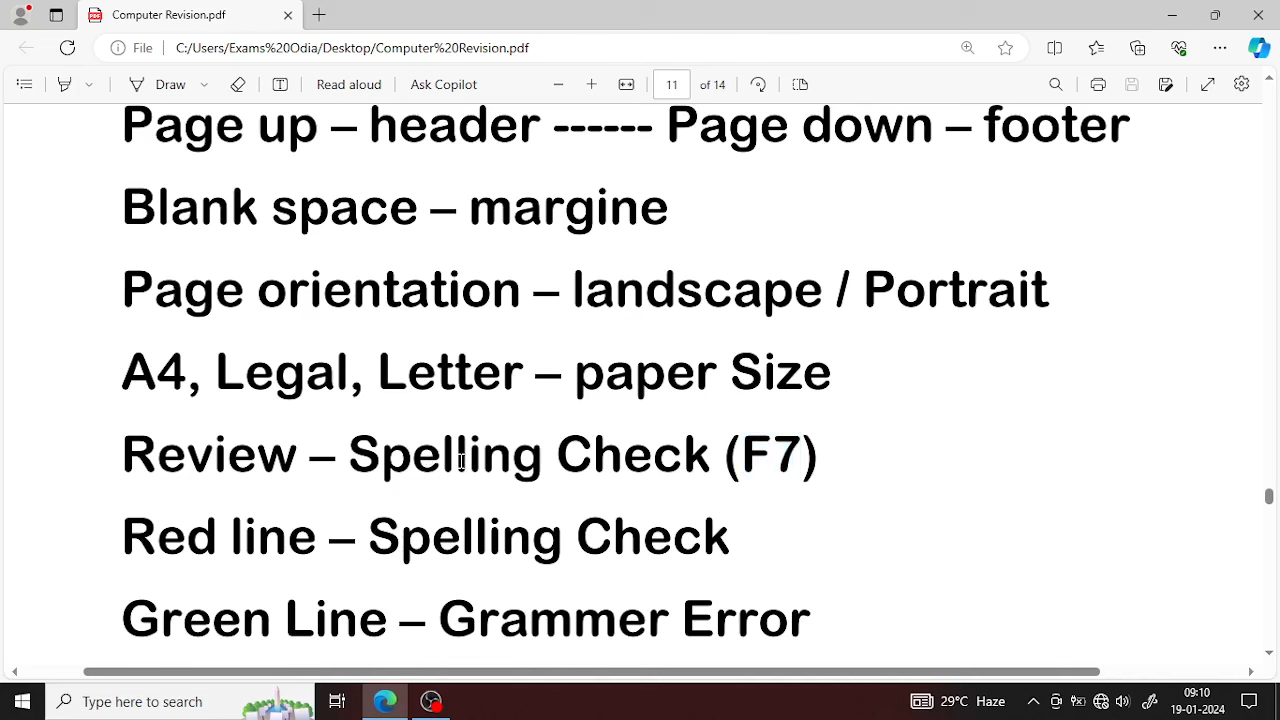 Computer Revision.pdf
File
C:/Users/Exams%20Odia/Desktop/Computer%20Revision.pdf
Draw
Read aloud
Ask Copilot
11 of 14
Page up – header ------ Page down – footer
Blank space – margine
Page orientation – landscape / Portrait
A4, Legal, Letter – paper Size
Review – Spelling Check (F7)
Red line – Spelling Check
Green Line – Grammer Error
Type here to search
29°C Haze
09:10
19-01-2024